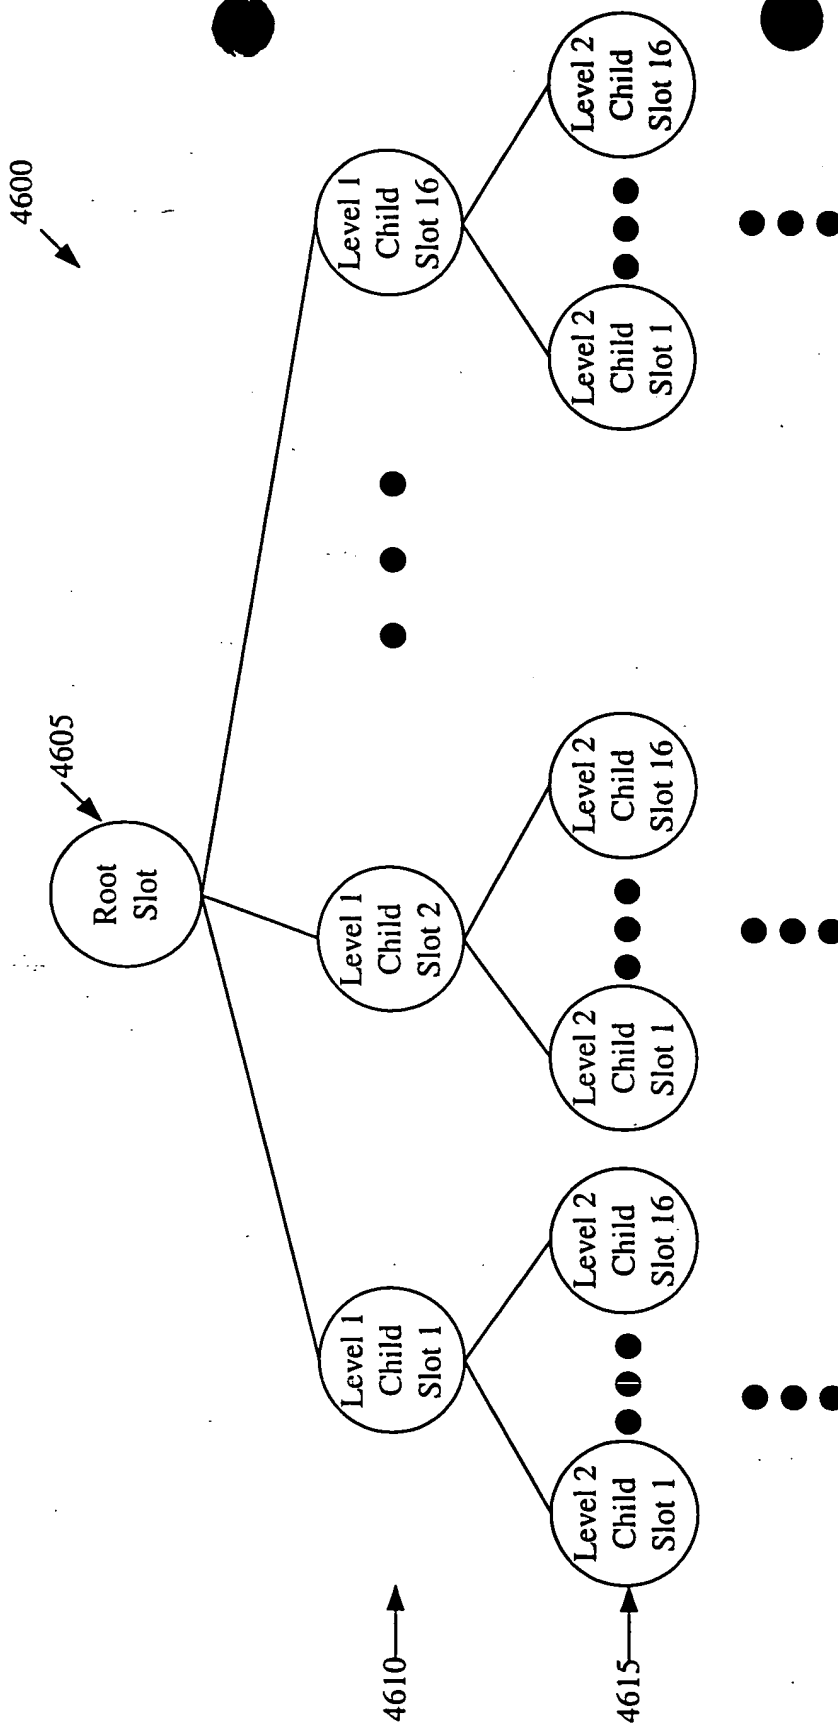 4600
4605
Root
Slot
4610
Level 1
Child
Slot 1
Level 1
Child
Slot 2
Level 1
Child
Slot 16
4615
Level 2
Child
Slot 1
Level 2
Child
Slot 16
Level 2
Child
Slot 1
Level 2
Child
Slot 16
Level 2
Child
Slot 1
Level 2
Child
Slot 16